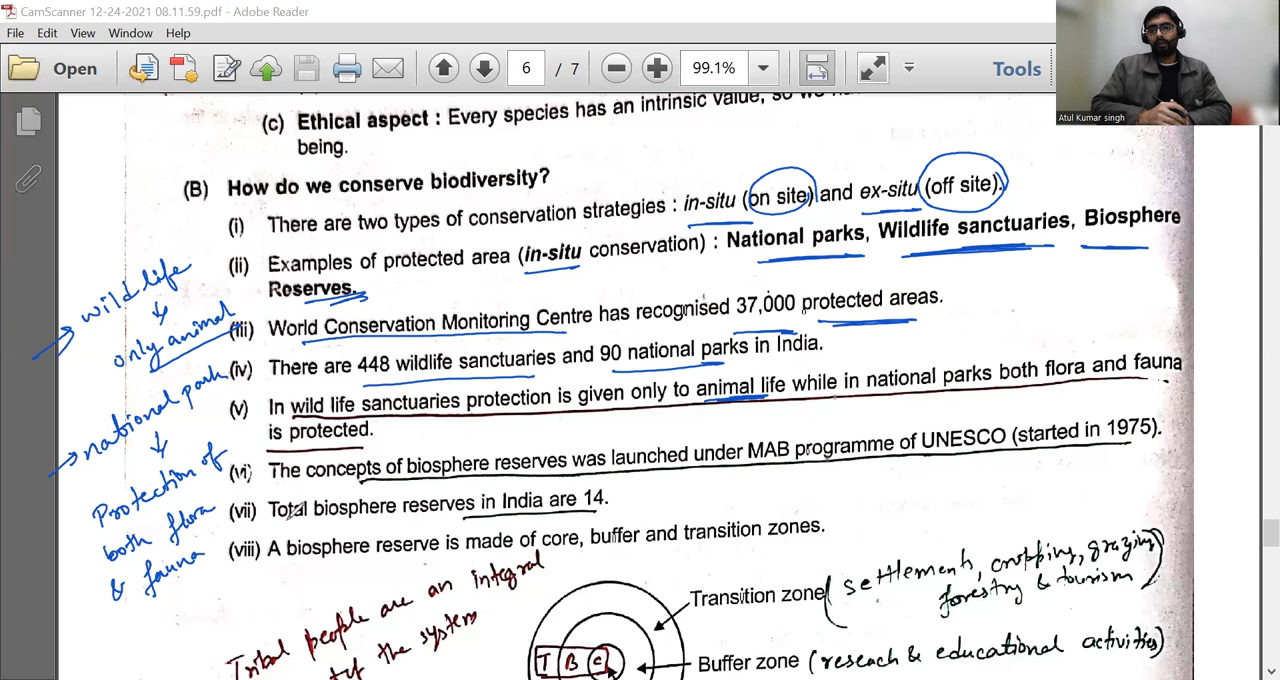 CamScanner 12-24-2021 08.11.59.pdf - Adobe Reader
File Edit View Window Help
Open 6 / 7 99.1% Tools
Atul Kumar singh
(c) Ethical aspect : Every species has an intrinsic value, so we
being.
(B) How do we conserve biodiversity?
(i) There are two types of conservation strategies : in-situ (on site) and ex-situ (off site).
(ii) Examples of protected area (in-situ conservation) : National parks, Wildlife sanctuaries, Biosphere
Reserves.
(iii) World Conservation Monitoring Centre has recognised 37,000 protected areas.
(iv) There are 448 wildlife sanctuaries and 90 national parks in India.
(v) In wild life sanctuaries protection is given only to animal life while in national parks both flora and fauna
is protected.
(vi) The concepts of biosphere reserves was launched under MAB programme of UNESCO (started in 1975).
(vii) Total biosphere reserves in India are 14.
(viii) A biosphere reserve is made of core, buffer and transition zones.
wild life
only animal
national park
Protection of
both flora
& fauna
Tribal people are an integral
of the system
Transition zone (settlements, cropping, grazing
forestry & tourism)
T B C
Buffer zone (reseach & educational activities)